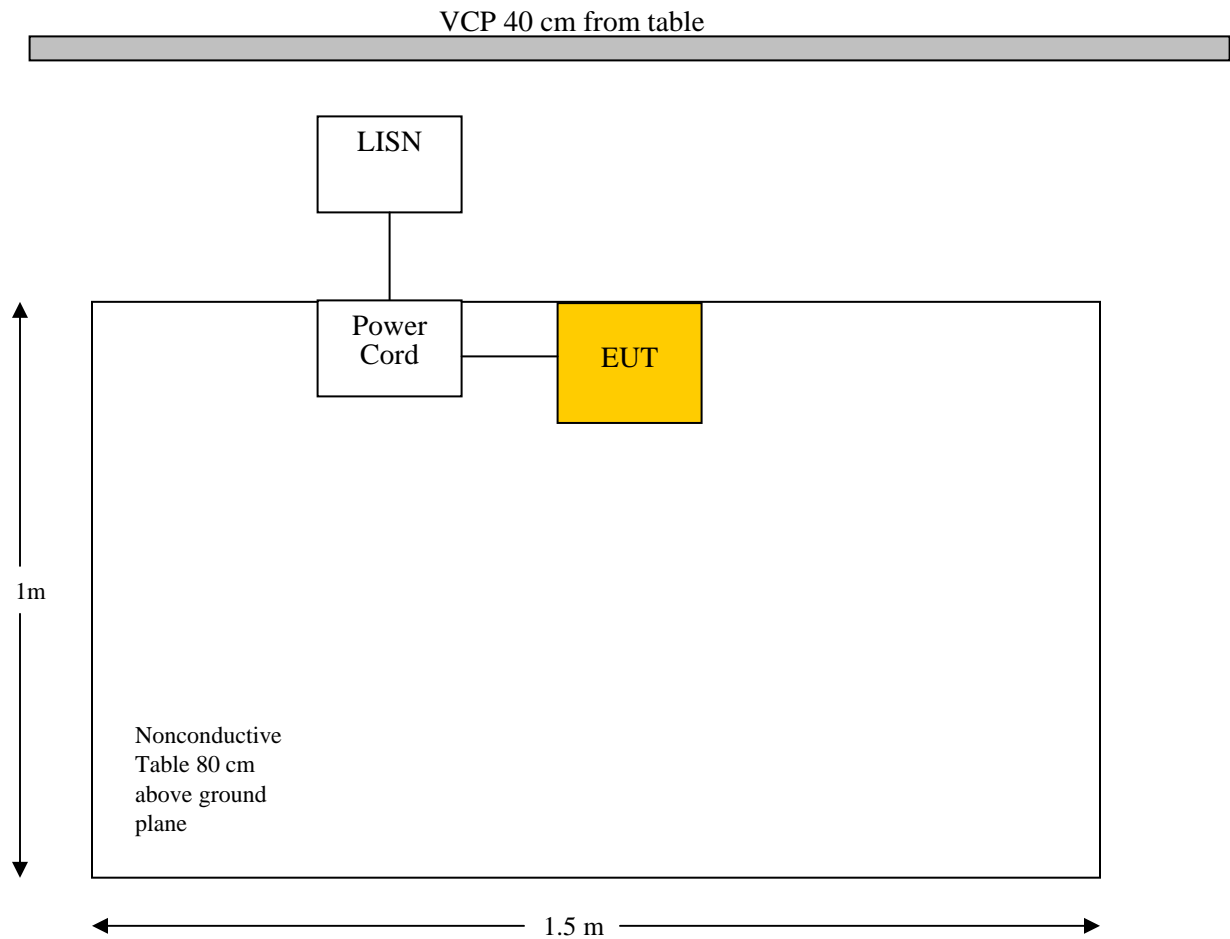 VCP 40 cm from table
LISN
Power
Cord
EUT
1m
Nonconductive
Table 80 cm
above ground
plane
1.5 m